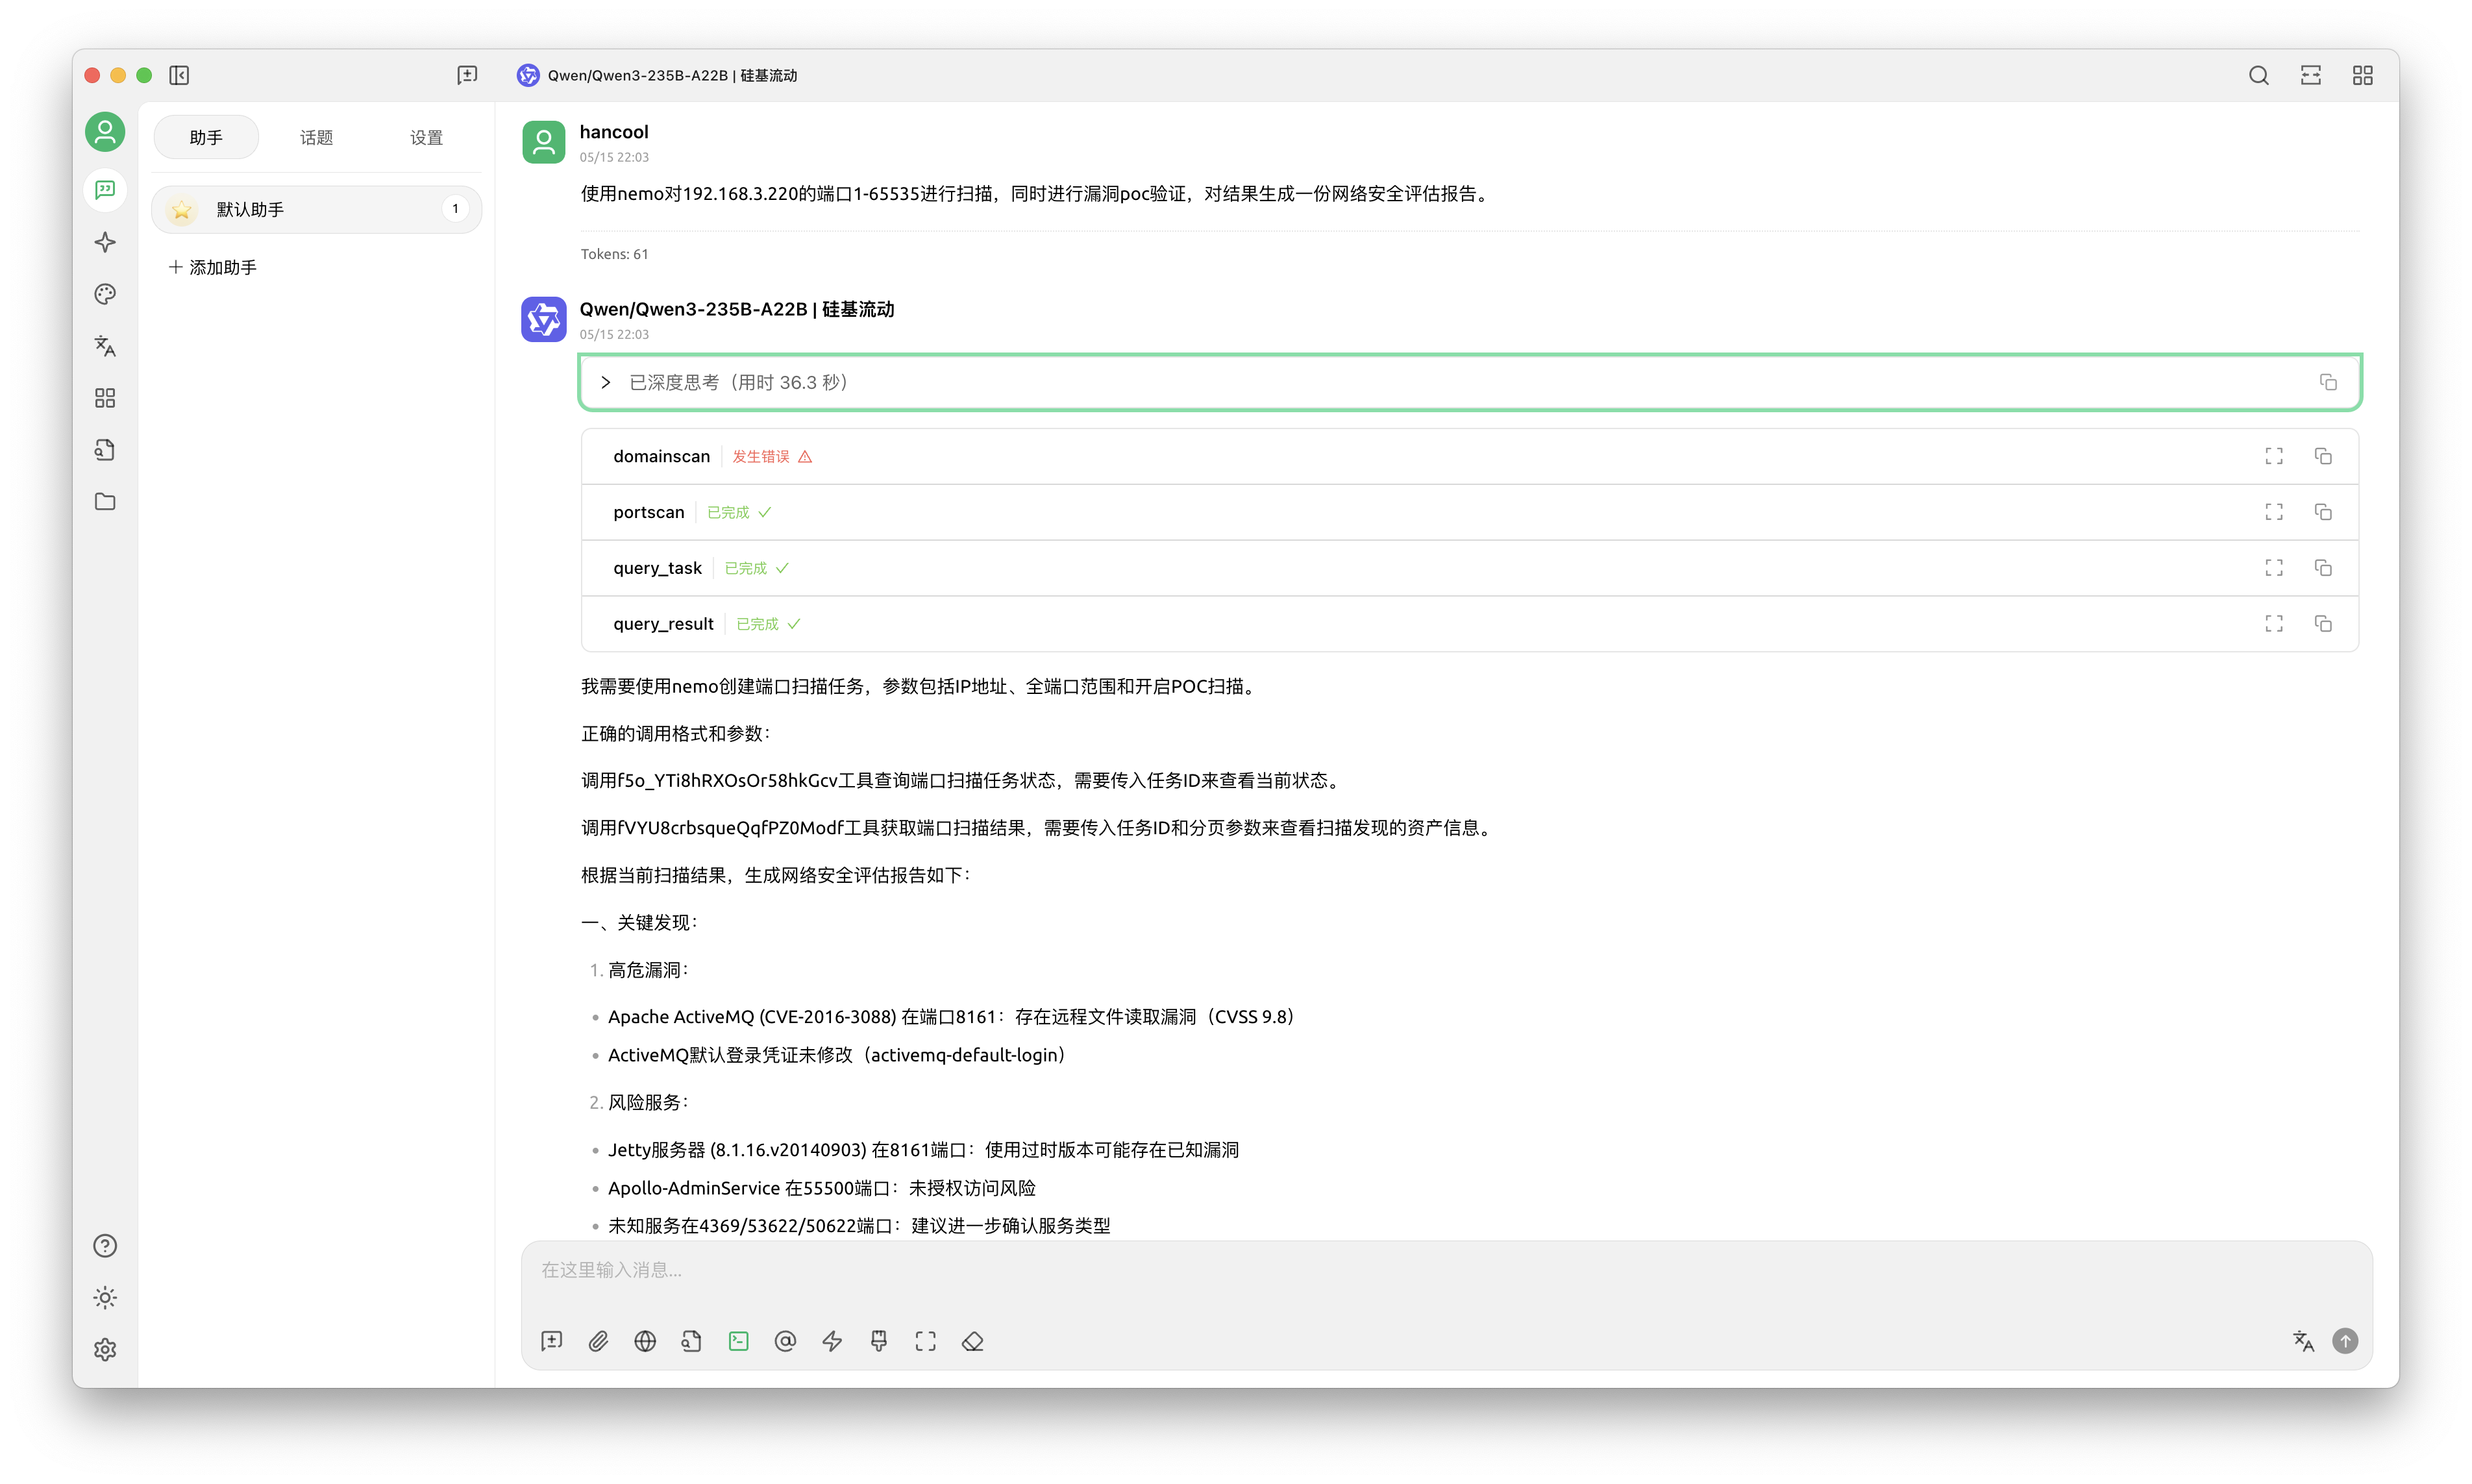 Qwen/Qwen3-235B-A22B | 硅基流动
助手
话题
设置
默认助手
1
添加助手
hancool
05/15 22:03
使用nemo对192.168.3.220的端口1-65535进行扫描，同时进行漏洞poc验证，对结果生成一份网络安全评估报告。
Tokens: 61
Qwen/Qwen3-235B-A22B | 硅基流动
05/15 22:03
已深度思考（用时 36.3 秒）
domainscan 发生错误
portscan 已完成
query_task 已完成
query_result 已完成
我需要使用nemo创建端口扫描任务，参数包括IP地址、全端口范围和开启POC扫描。
正确的调用格式和参数：
调用f5o_YTi8hRXOsOr58hkGcv工具查询端口扫描任务状态，需要传入任务ID来查看当前状态。
调用fVYU8crbsqueQqfPZ0Modf工具获取端口扫描结果，需要传入任务ID和分页参数来查看扫描发现的资产信息。
根据当前扫描结果，生成网络安全评估报告如下：
一、关键发现：
1. 高危漏洞：
• Apache ActiveMQ (CVE-2016-3088) 在端口8161：存在远程文件读取漏洞（CVSS 9.8）
• ActiveMQ默认登录凭证未修改（activemq-default-login）
2. 风险服务：
• Jetty服务器 (8.1.16.v20140903) 在8161端口：使用过时版本可能存在已知漏洞
• Apollo-AdminService 在55500端口：未授权访问风险
• 未知服务在4369/53622/50622端口：建议进一步确认服务类型
在这里输入消息...